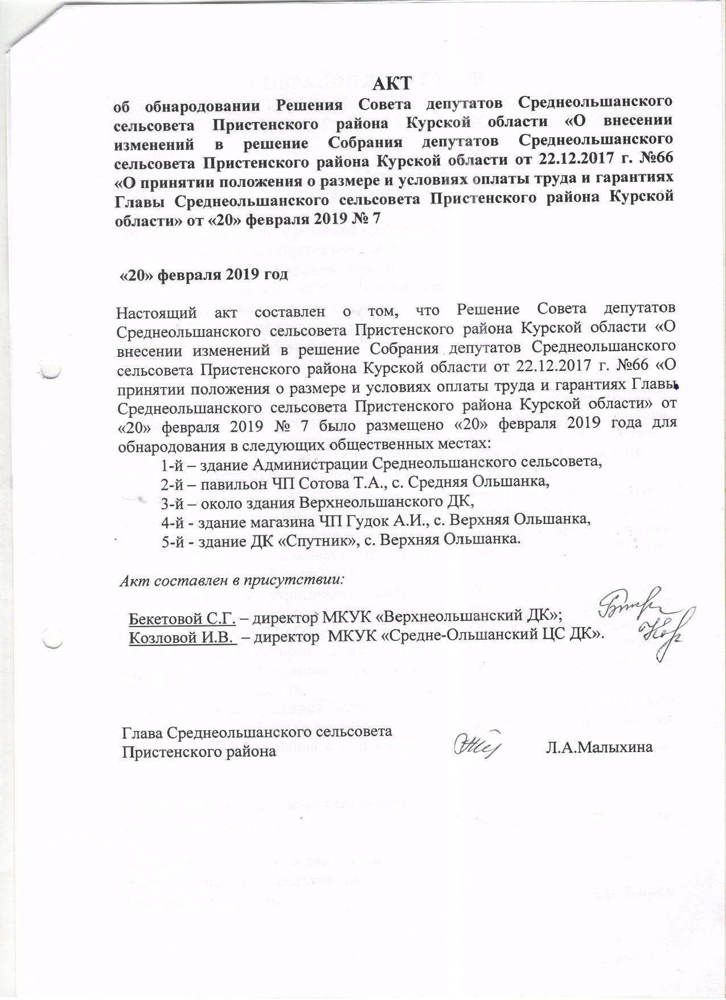 АКТ
об обнародовании Решения Совета депутатов Среднеольшанского
сельсовета Пристенского района Курской области «О внесении
изменений в решение Собрания депутатов Среднеольшанского
сельсовета Пристенского района Курской области от 22.12.2017 г. №66
«О принятии положения о размере и условиях оплаты труда и гарантиях
Главы Среднеольшанского сельсовета Пристенского района Курской
области» от «20» февраля 2019 № 7
«20» февраля 2019 год
Настоящий акт составлен о том, что Решение Совета депутатов
Среднеольшанского сельсовета Пристенского района Курской области «О
внесении изменений в решение Собрания депутатов Среднеольшанского
сельсовета Пристенского района Курской области от 22.12.2017 г. №66 «О
принятии положения о размере и условиях оплаты труда и гарантиях Главы
Среднеольшанского сельсовета Пристенского района Курской области» от
«20» февраля 2019 № 7 было размещено «20» февраля 2019 года для
обнародования в следующих общественных местах:
1-й – здание Администрации Среднеольшанского сельсовета,
2-й – павильон ЧП Сотова Т.А., с. Средняя Ольшанка,
3-й – около здания Верхнеольшанского ДК,
4-й - здание магазина ЧП Гудок А.И., с. Верхняя Ольшанка,
5-й - здание ДК «Спутник», с. Верхняя Ольшанка.
Акт составлен в присутствии:
Бекетовой С.Г. – директор МКУК «Верхнеольшанский ДК»;
Козловой И.В. – директор МКУК «Средне-Ольшанский ЦС ДК».
Глава Среднеольшанского сельсовета
Пристенского района Л.А.Малыхина